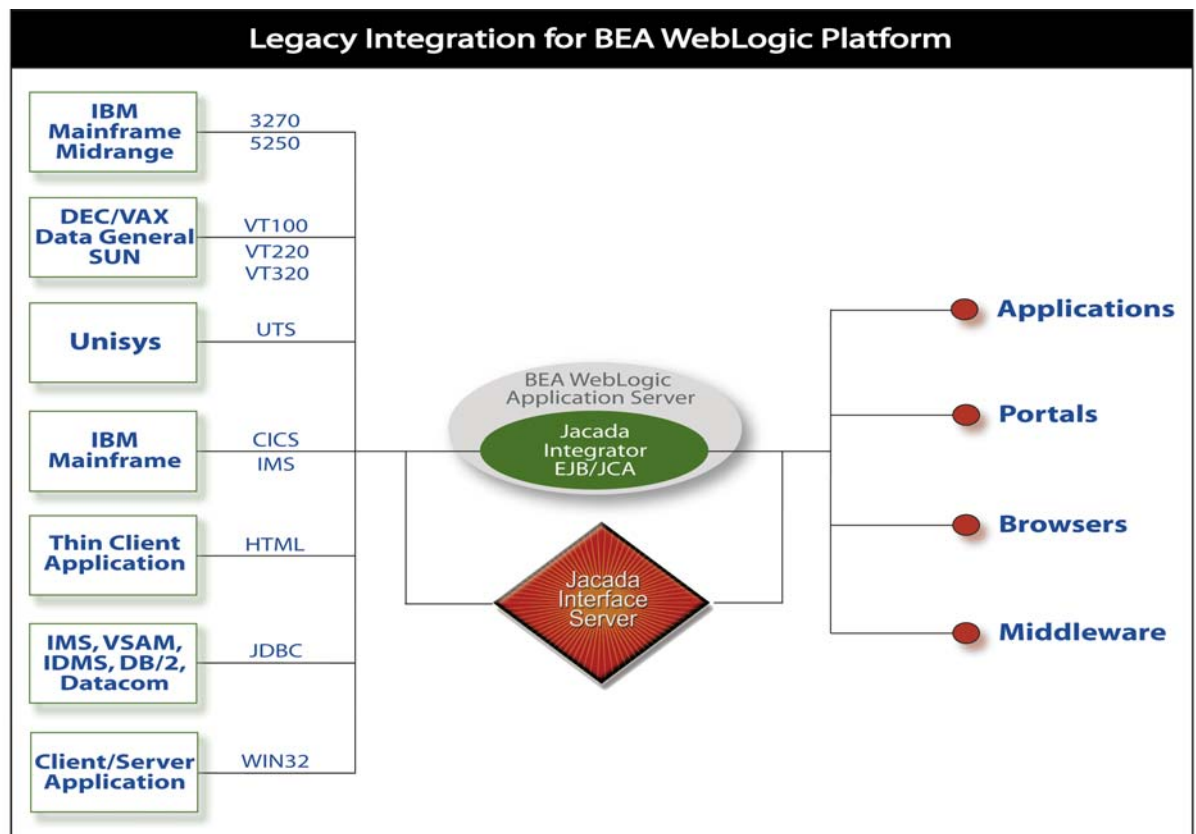 Legacy Integration for BEA WebLogic Platform
IBM
Mainframe
Midrange
3270
5250
DEC/VAX
Data General
SUN
VT100
VT220
VT320
Unisys
UTS
IBM
Mainframe
CICS
IMS
Thin Client
Application
HTML
IMS, VSAM,
IDMS, DB/2,
Datacom
JDBC
Client/Server
Application
WIN32
BEA WebLogic
Application Server
Jacada
Integrator
EJB/JCA
Jacada
Interface
Server
Applications
Portals
Browsers
Middleware